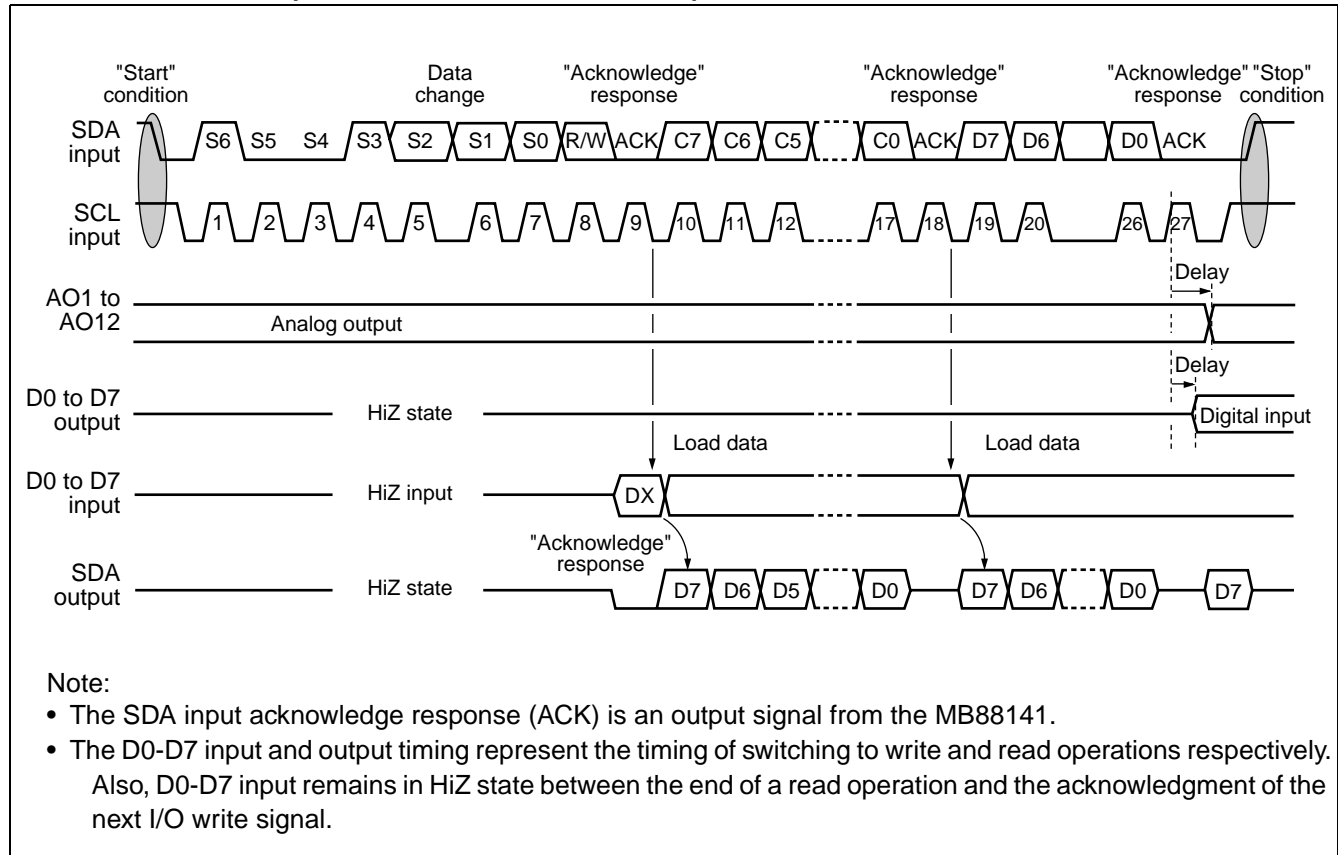 "Start" condition
Data change
"Acknowledge" response
"Acknowledge" response
"Acknowledge" response
"Stop" condition
SDA input
S6 S5 S4 S3 S2 S1 S0 R/W ACK C7 C6 C5 C0 ACK D7 D6 D0 ACK
SCL input
1 2 3 4 5 6 7 8 9 10 11 12 17 18 19 20 26 27
Delay
AO1 to AO12
Analog output
Delay
D0 to D7 output
HiZ state
Digital input
Load data
Load data
D0 to D7 input
HiZ input
DX
"Acknowledge" response
SDA output
HiZ state
D7 D6 D5 D0 D7 D6 D0 D7
Note:
• The SDA input acknowledge response (ACK) is an output signal from the MB88141.
• The D0-D7 input and output timing represent the timing of switching to write and read operations respectively.
Also, D0-D7 input remains in HiZ state between the end of a read operation and the acknowledgment of the
next I/O write signal.